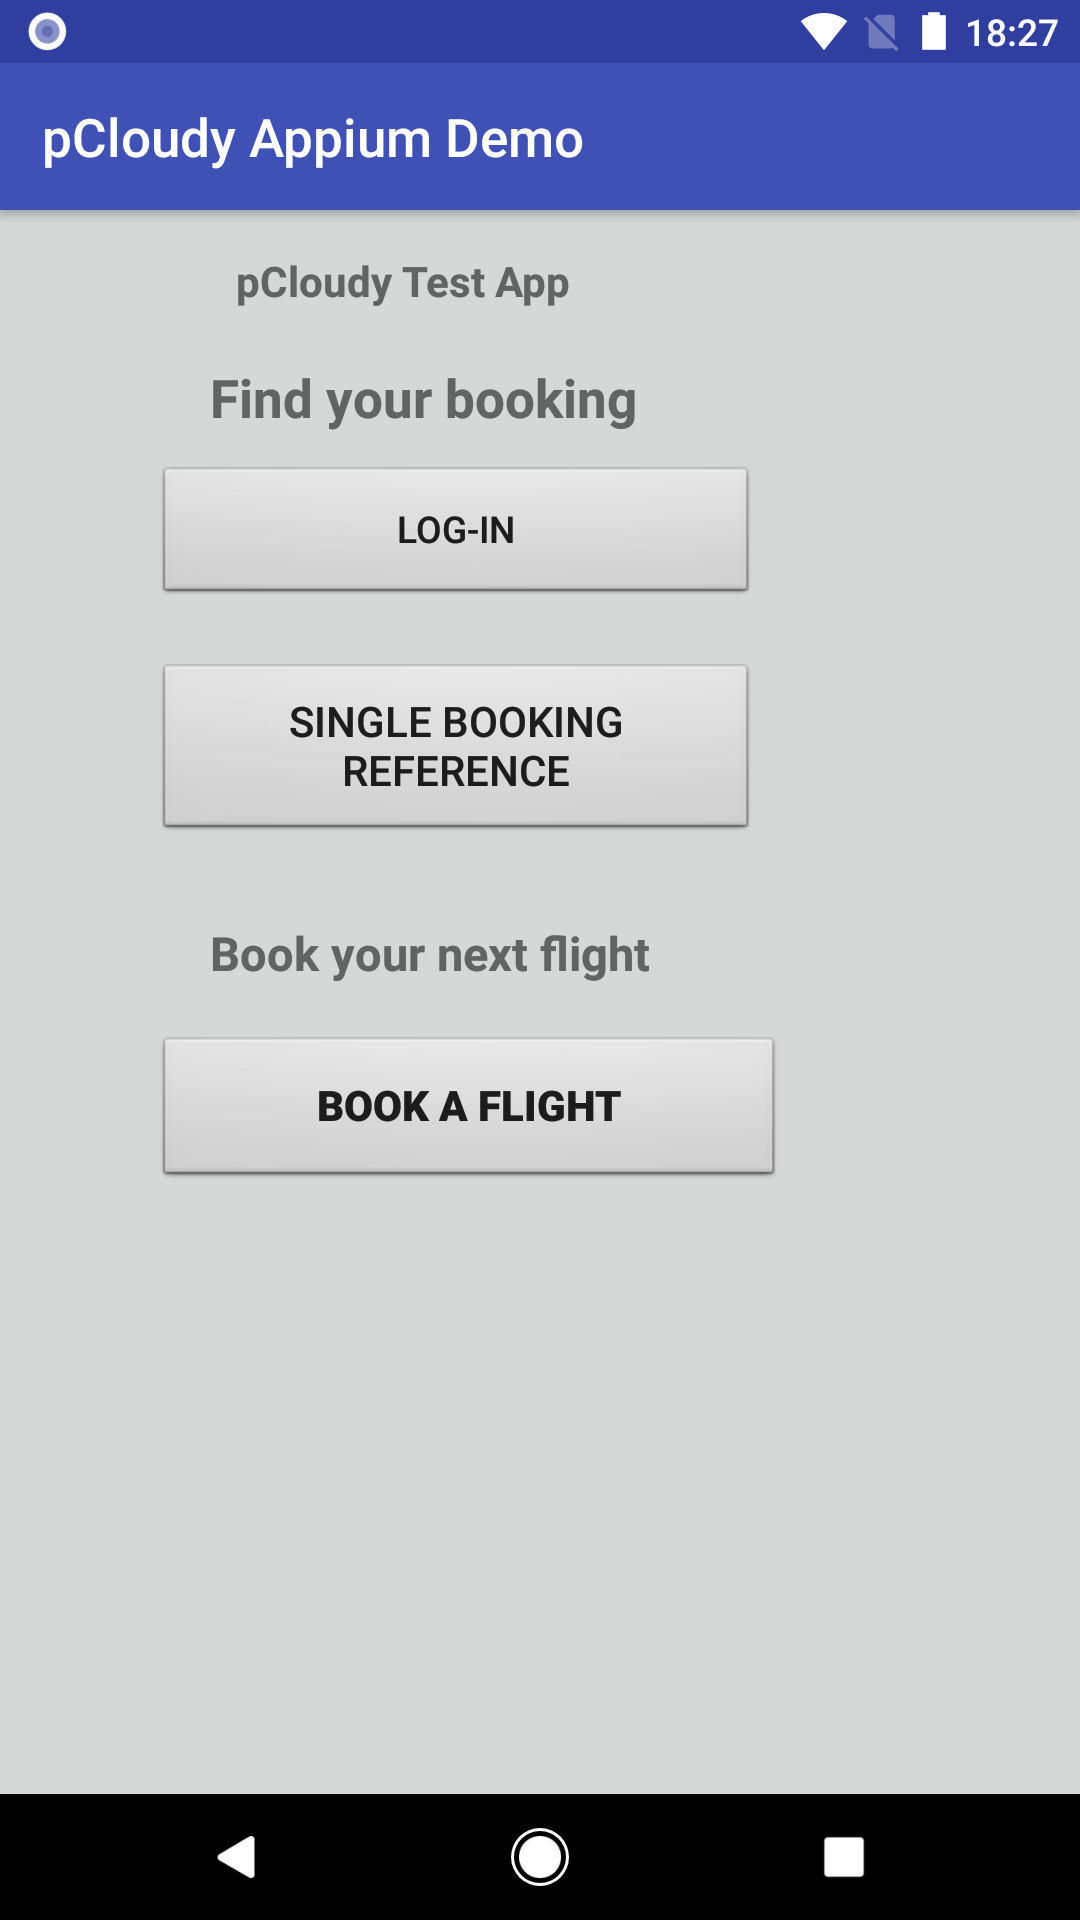 18:27
pCloudy Appium Demo
pCloudy Test App
Find your booking
LOG-IN
SINGLE BOOKING
REFERENCE
Book your next flight
BOOK A FLIGHT